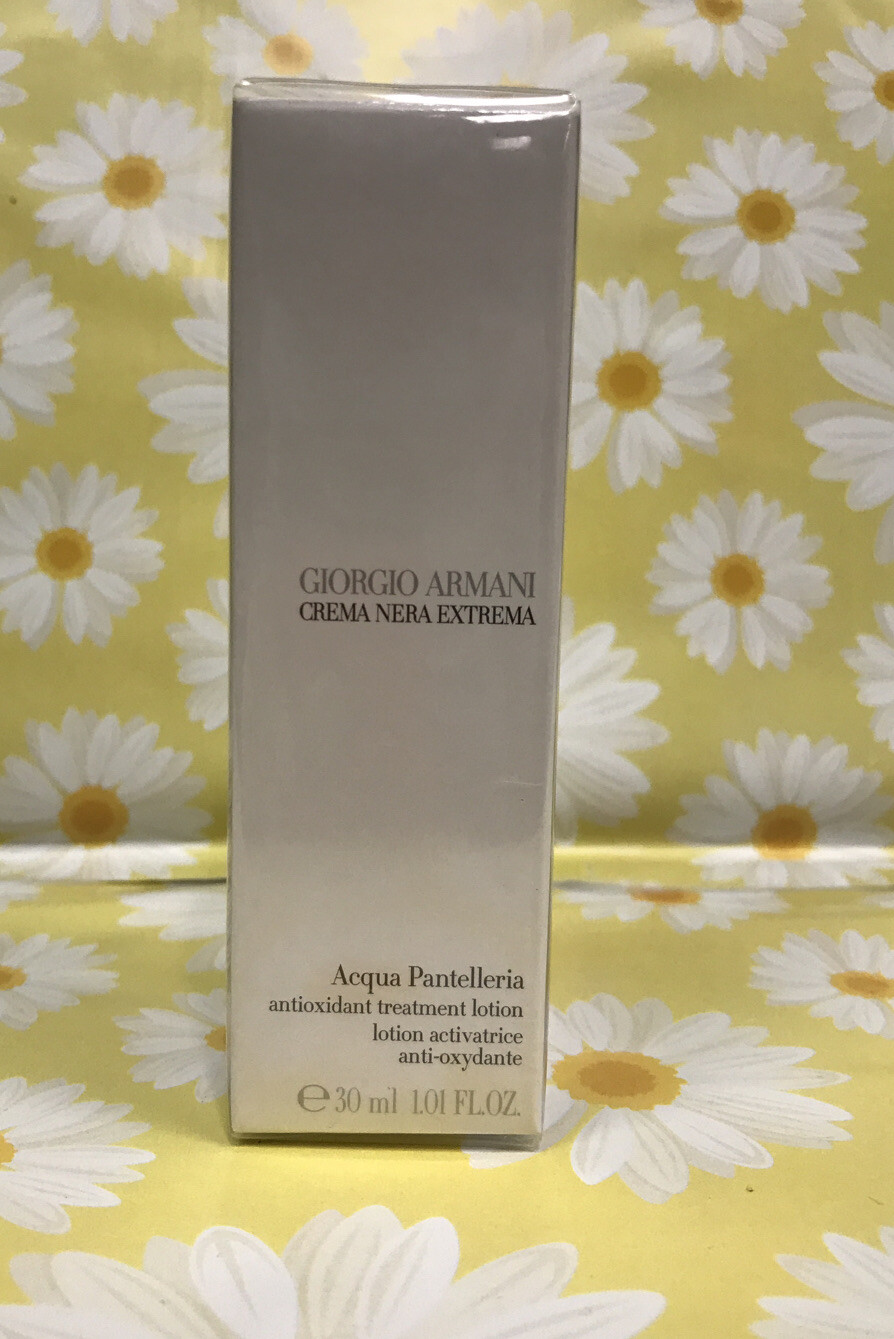 GIORGIO ARMANI
CREMA NERA EXTREMA
Acqua Pantelleria
antioxidant treatment lotion
lotion activatrice
anti-oxydante
℮ 30 ml 1.01 FL.OZ.